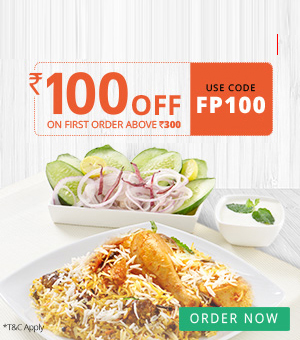 ₹100 OFF
ON FIRST ORDER ABOVE ₹300
USE CODE
FP100
*T&C Apply
ORDER NOW